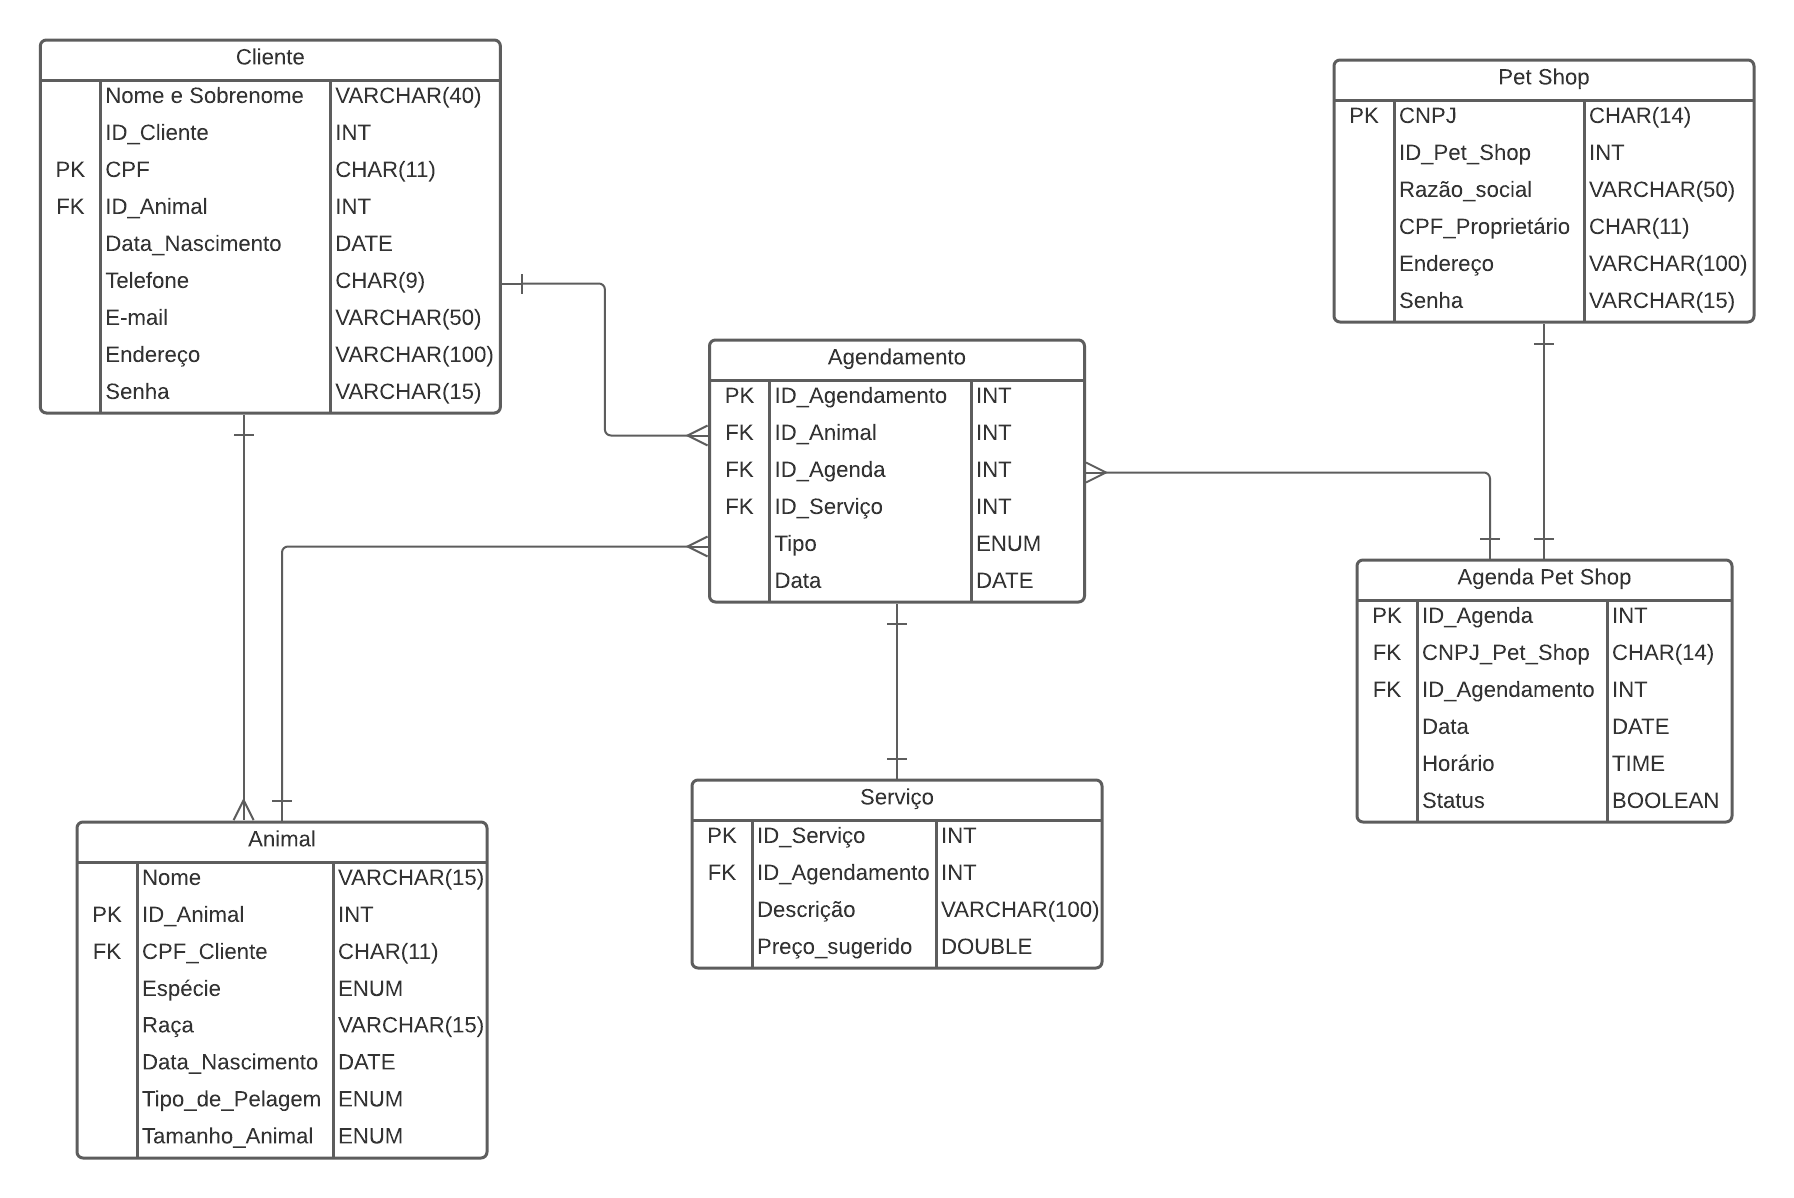 Cliente
Nome e Sobrenome VARCHAR(40)
ID_Cliente INT
PK CPF CHAR(11)
FK ID_Animal INT
Data_Nascimento DATE
Telefone CHAR(9)
E-mail VARCHAR(50)
Endereço VARCHAR(100)
Senha VARCHAR(15)
Pet Shop
PK CNPJ CHAR(14)
ID_Pet_Shop INT
Razão_social VARCHAR(50)
CPF_Proprietário CHAR(11)
Endereço VARCHAR(100)
Senha VARCHAR(15)
Agendamento
PK ID_Agendamento INT
FK ID_Animal INT
FK ID_Agenda INT
FK ID_Serviço INT
Tipo ENUM
Data DATE
Agenda Pet Shop
PK ID_Agenda INT
FK CNPJ_Pet_Shop CHAR(14)
FK ID_Agendamento INT
Data DATE
Horário TIME
Status BOOLEAN
Serviço
PK ID_Serviço INT
FK ID_Agendamento INT
Descrição VARCHAR(100)
Preço_sugerido DOUBLE
Animal
Nome VARCHAR(15)
PK ID_Animal INT
FK CPF_Cliente CHAR(11)
Espécie ENUM
Raça VARCHAR(15)
Data_Nascimento DATE
Tipo_de_Pelagem ENUM
Tamanho_Animal ENUM